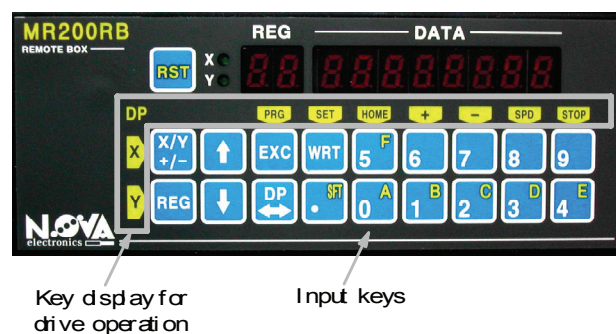 MR200RB
REMOTE BOX
REG
DATA
RST
X
Y
DP
PRG SET HOME + − SPD STOP
X
X/Y +/−
↑
EXC
WRT
5 F
6
7
8
9
Y
REG
↓
DP ↔
. SFT
0 A
1 B
2 C
3 D
4 E
NOVA
electronics
Key display for
drive operation
Input keys